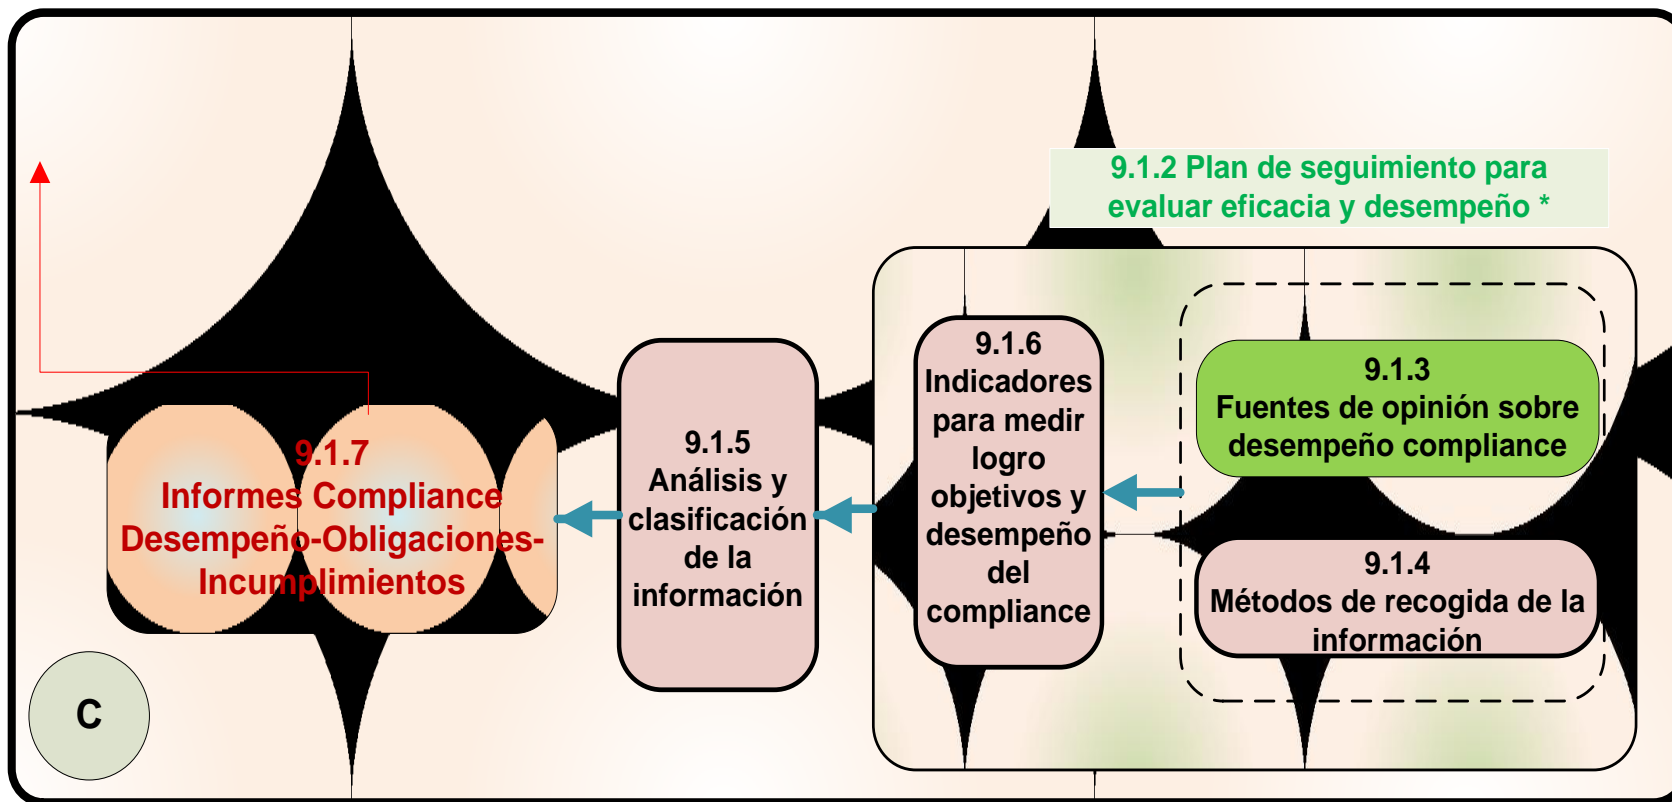 9.1.2 Plan de seguimiento para
evaluar eficacia y desempeño *
9.1.7
Informes Compliance
Desempeño-Obligaciones-
Incumplimientos
9.1.5
Análisis y
clasificación
de la
información
9.1.6
Indicadores
para medir
logro
objetivos y
desempeño
del
compliance
9.1.3
Fuentes de opinión sobre
desempeño compliance
9.1.4
Métodos de recogida de la
información
C